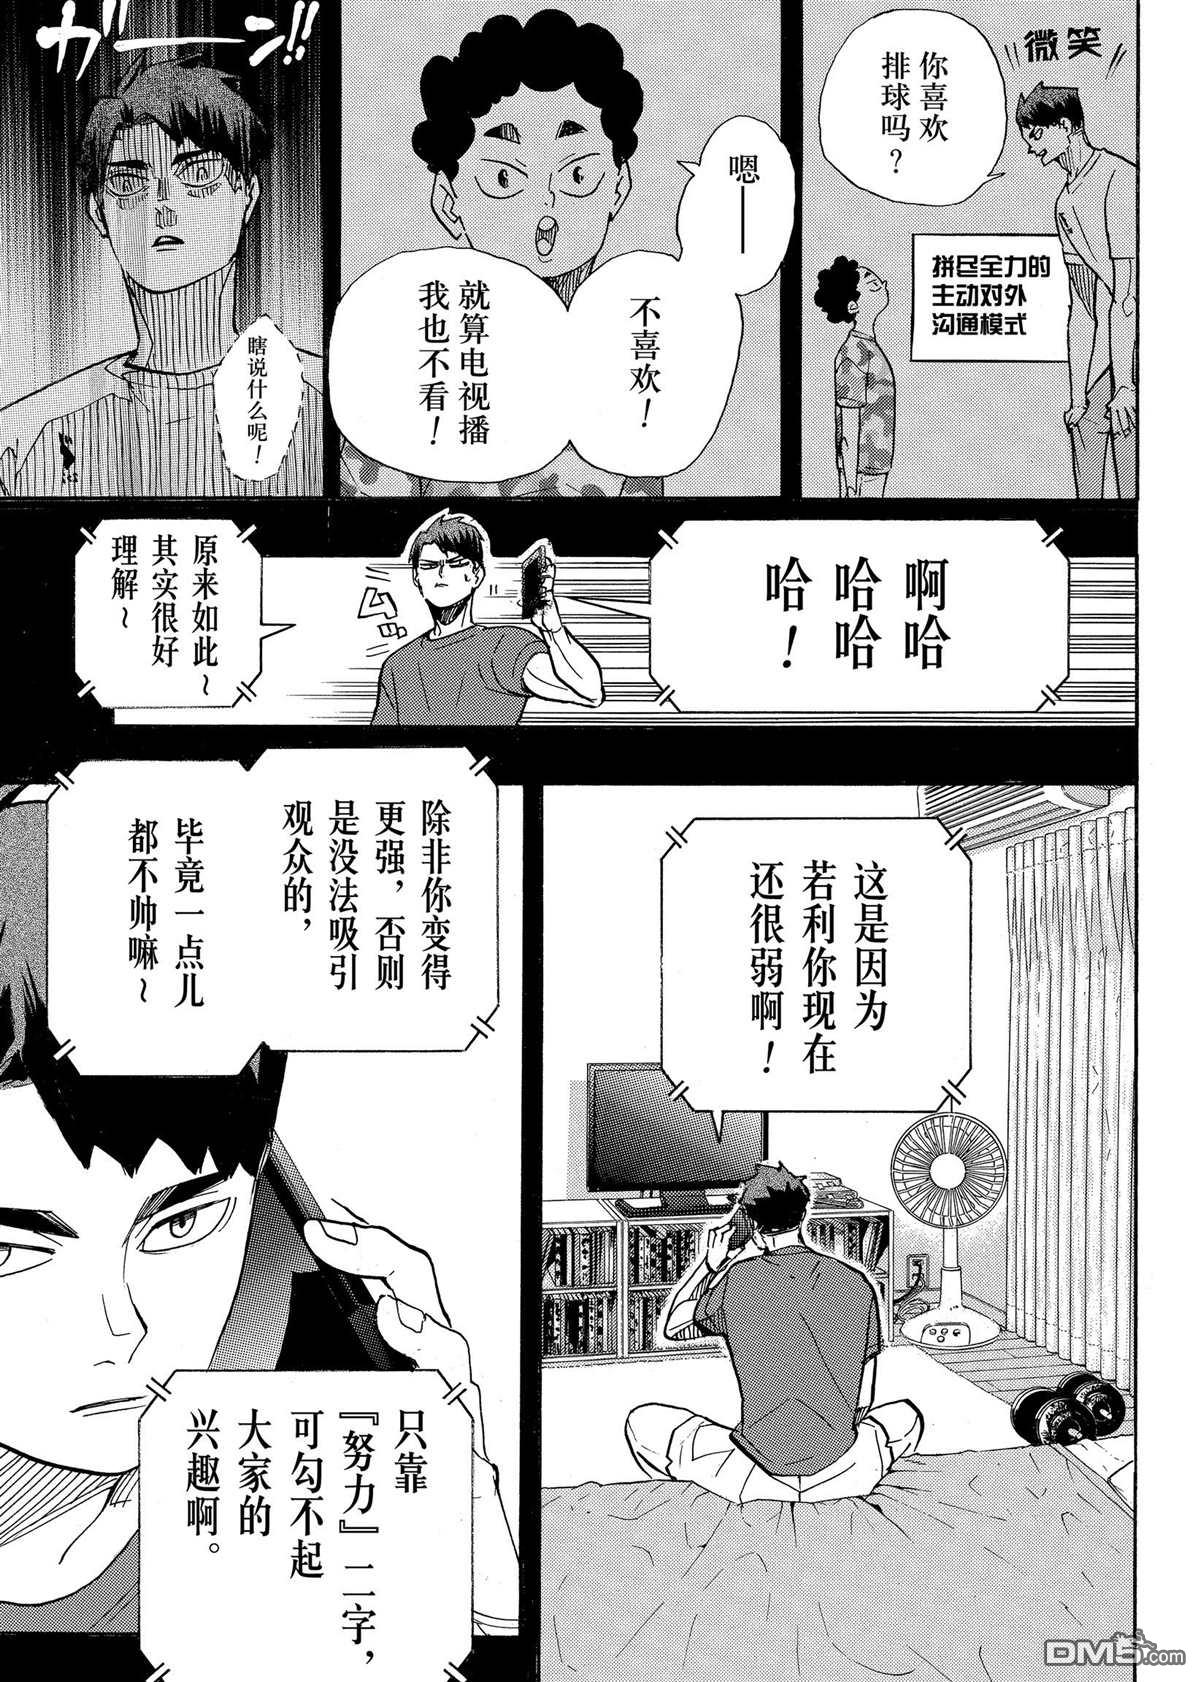 微笑
你喜欢
排球吗？
拼尽全力的
主动对外
沟通模式
嗯——
不喜欢！
就算电视播
我也不看！
ガーーン!!
瞎说什么呢！
啊哈
哈哈
哈！
ムッ
原来如此~
其实很好
理解~
这是因为
若利你现在
还很弱啊！
除非你变得
更强，否则
是没法吸引
观众的，
毕竟一点儿
都不帅嘛~
只靠
『努力』二字，
可勾不起
大家的
兴趣啊。
DM5.com